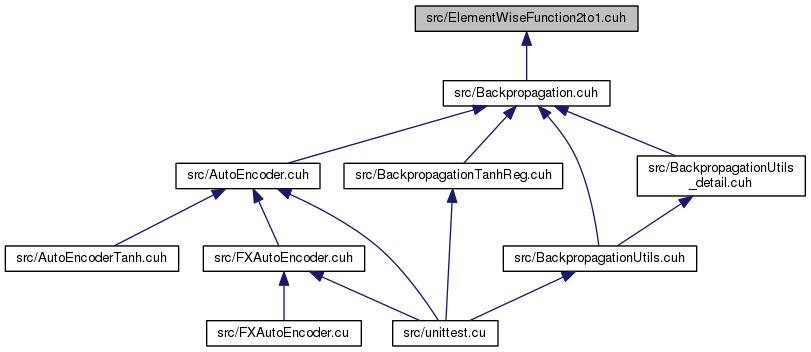 src/ElementWiseFunction2to1.cuh
src/Backpropagation.cuh
src/AutoEncoder.cuh
src/BackpropagationTanhReg.cuh
src/BackpropagationUtils
_detail.cuh
src/AutoEncoderTanh.cuh
src/FXAutoEncoder.cuh
src/BackpropagationUtils.cuh
src/FXAutoEncoder.cu
src/unittest.cu